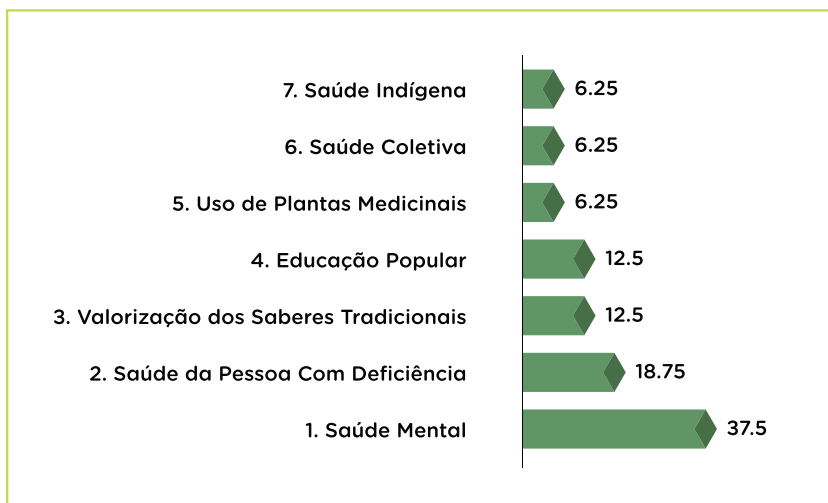 7. Saúde Indígena 6.25
6. Saúde Coletiva 6.25
5. Uso de Plantas Medicinais 6.25
4. Educação Popular 12.5
3. Valorização dos Saberes Tradicionais 12.5
2. Saúde da Pessoa Com Deficiência 18.75
1. Saúde Mental 37.5